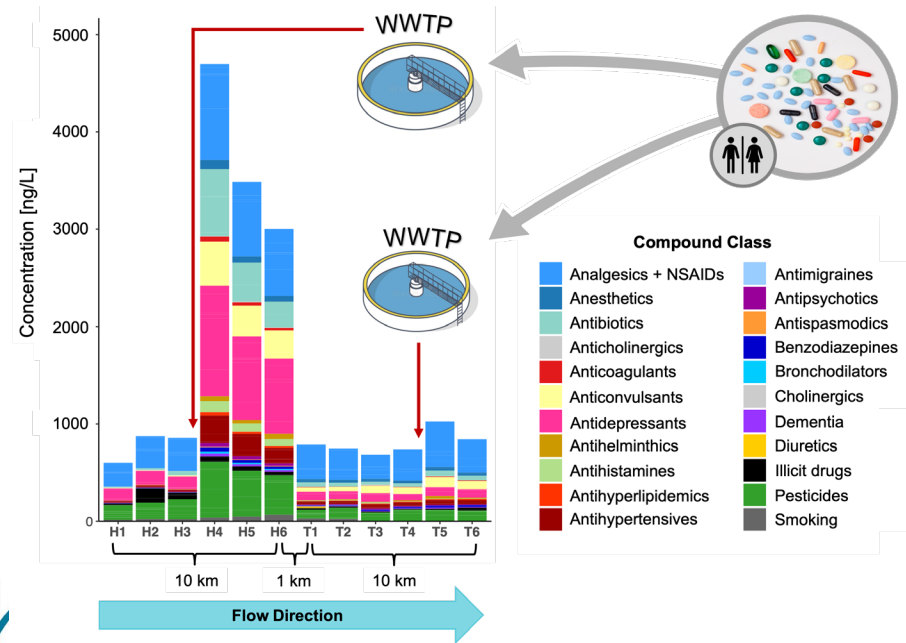 WWTP
5000
4000
3000
2000
1000
0
Concentration [ng/L]
WWTP
H1 H2 H3 H4 H5 H6 T1 T2 T3 T4 T5 T6
10 km 1 km 10 km
Flow Direction
Compound Class
Analgesics + NSAIDs
Anesthetics
Antibiotics
Anticholinergics
Anticoagulants
Anticonvulsants
Antidepressants
Antihelminthics
Antihistamines
Antihyperlipidemics
Antihypertensives
Antimigraines
Antipsychotics
Antispasmodics
Benzodiazepines
Bronchodilators
Cholinergics
Dementia
Diuretics
Illicit drugs
Pesticides
Smoking